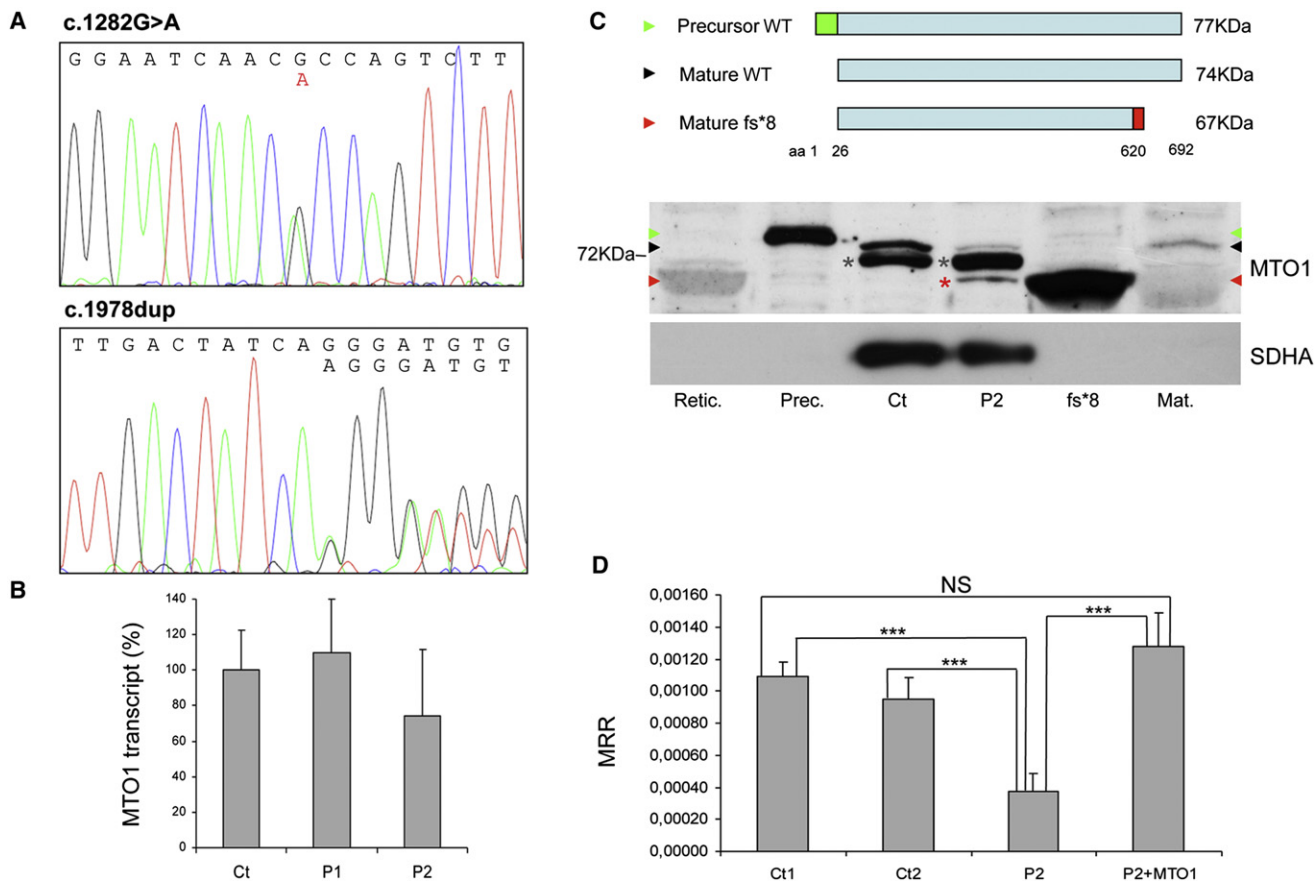 A
c.1282G>A
G G A A T C A A C G C C A G T C T T
A
c.1978dup
T T G A C T A T C A G G G A T G T G
A G G G A T G T
B
MTO1 transcript (%)
140
120
100
80
60
40
20
0
Ct P1 P2
C
Precursor WT 77KDa
Mature WT 74KDa
Mature fs*8 67KDa
aa 1 26 620 692
72KDa–
* * *
MTO1
SDHA
Retic. Prec. Ct P2 fs*8 Mat.
D
MRR
0,00160
0,00140
0,00120
0,00100
0,00080
0,00060
0,00040
0,00020
0,00000
NS
***
***
***
Ct1 Ct2 P2 P2+MTO1